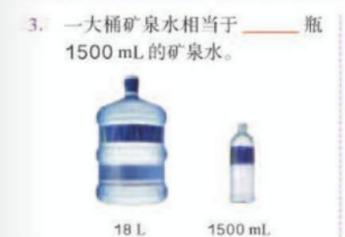 3. 一大桶矿泉水相当于 ______ 瓶
1500 mL 的矿泉水。
18 L 1500 mL